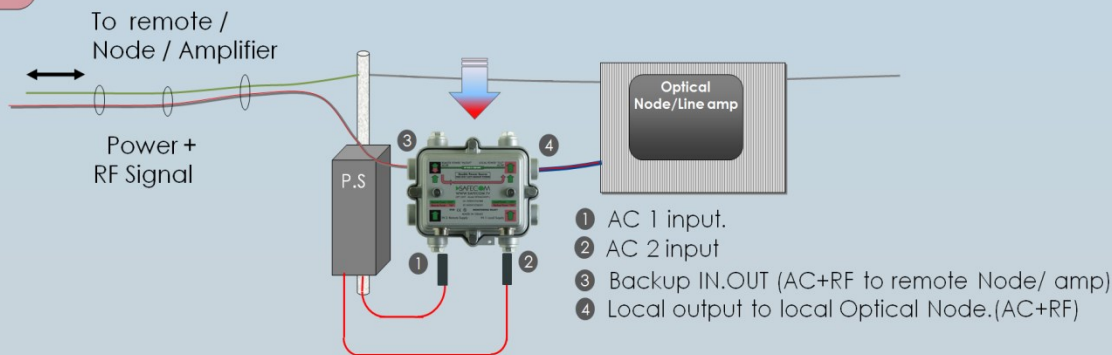 To remote /
Node / Amplifier
Optical
Node/Line amp
Power +
RF Signal
3
4
P.S
SATECOM
1
2
1 AC 1 input.
2 AC 2 input
3 Backup IN.OUT (AC+RF to remote Node/ amp)
4 Local output to local Optical Node.(AC+RF)